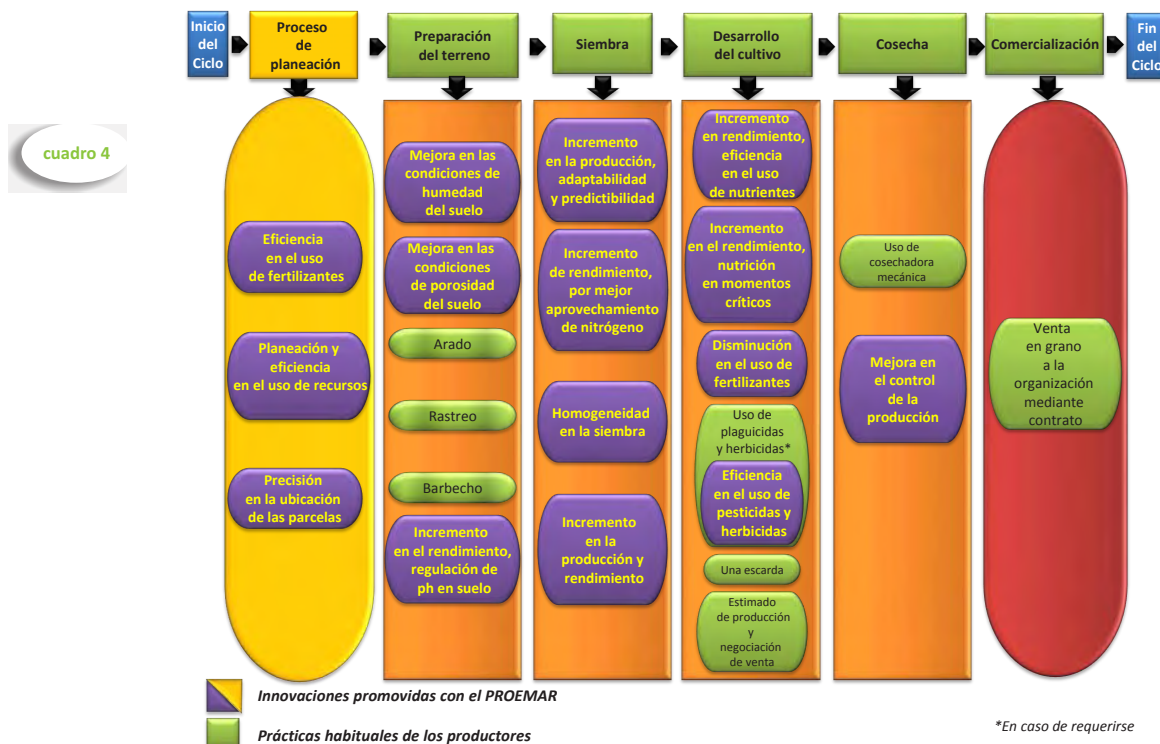 cuadro 4
Inicio
del
Ciclo
Proceso
de
planeación
Preparación
del terreno
Siembra
Desarrollo
del cultivo
Cosecha
Comercialización
Fin
del
Ciclo
Eficiencia
en el uso
de fertilizantes
Planeación y
eficiencia
en el uso de recursos
Precisión
en la ubicación
de las parcelas
Mejora en las
condiciones de
humedad
del suelo
Mejora en las
condiciones
de porosidad
del suelo
Arado
Rastreo
Barbecho
Incremento
en el rendimiento,
regulación de
ph en suelo
Incremento
en la producción,
adaptabilidad
y predictibilidad
Incremento
de rendimiento,
por mejor
aprovechamiento
de nitrógeno
Homogeneidad
en la siembra
Incremento
en la
producción y
rendimiento
Incremento
en rendimiento,
eficiencia
en el uso
de nutrientes
Incremento
en el rendimiento,
nutrición
en momentos
críticos
Disminución
en el uso de
fertilizantes
Uso de
plaguicidas
y herbicidas*
Eficiencia
en el uso de
pesticidas y
herbicidas
Una escarda
Estimado
de producción
y
negociación
de venta
Uso de
cosechadora
mecánica
Mejora en
el control
de la
producción
Venta
en grano
a la
organización
mediante
contrato
Innovaciones promovidas con el PROEMAR
Prácticas habituales de los productores
*En caso de requerirse